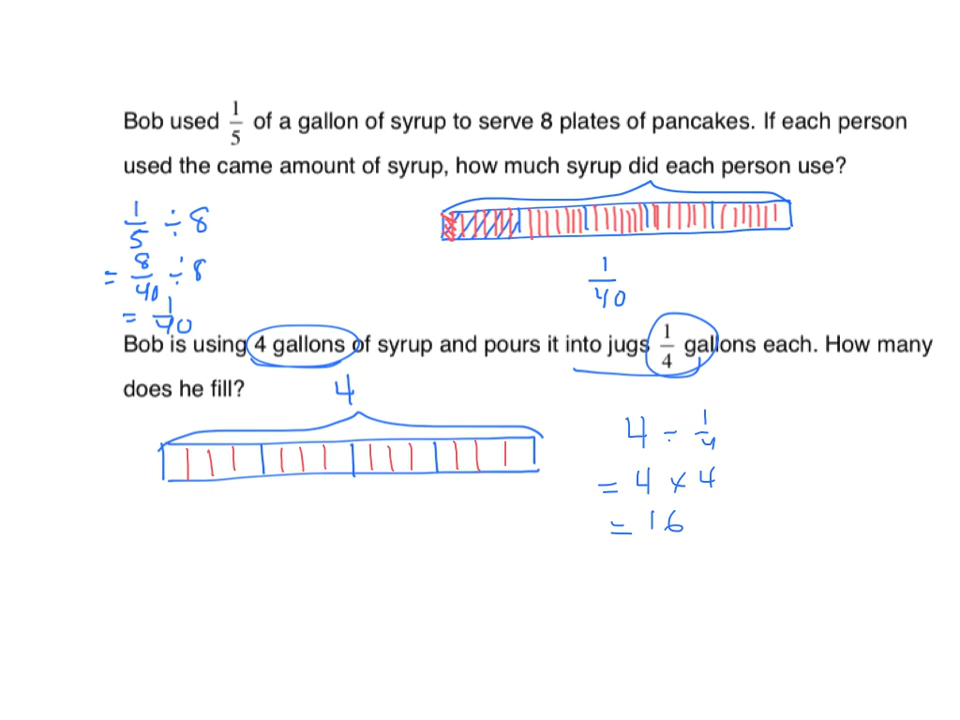 Bob used 1/5 of a gallon of syrup to serve 8 plates of pancakes. If each person
used the came amount of syrup, how much syrup did each person use?
1/5 ÷ 8
= 8/40 ÷ 8
= 1/40
1/40
Bob is using 4 gallons of syrup and pours it into jugs 1/4 gallons each. How many
does he fill?
4
4 ÷ 1/4
= 4 × 4
= 16